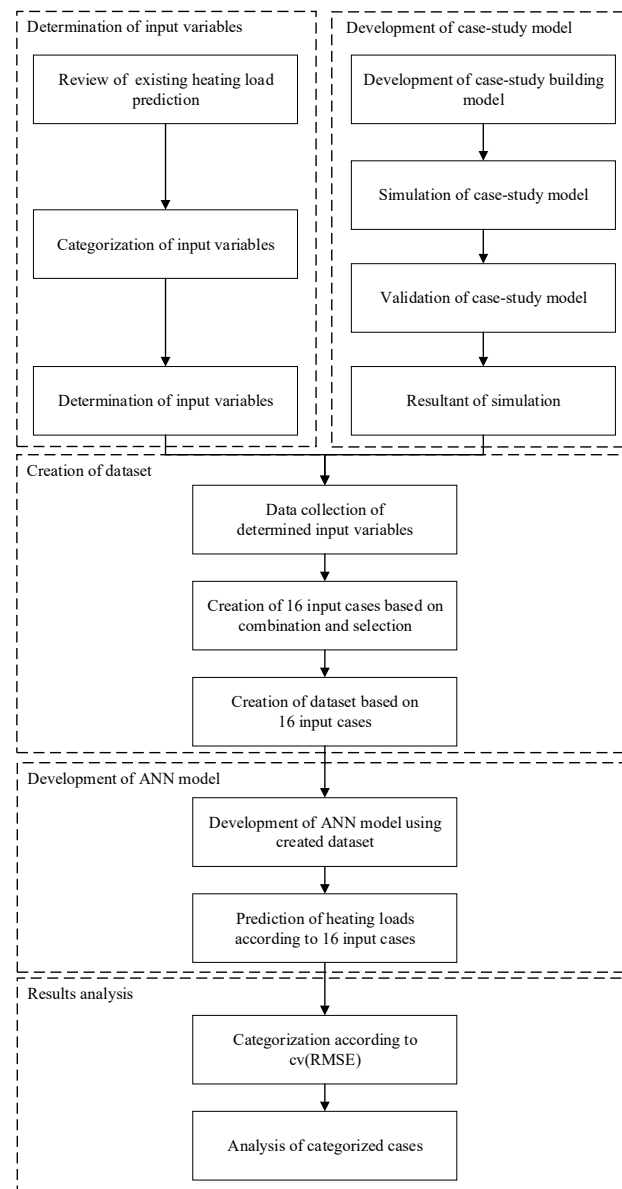 Determination of input variables
Review of existing heating load
prediction
Categorization of input variables
Determination of input variables
Development of case-study model
Development of case-study building
model
Simulation of case-study model
Validation of case-study model
Resultant of simulation
Creation of dataset
Data collection of
determined input variables
Creation of 16 input cases based on
combination and selection
Creation of dataset based on
16 input cases
Development of ANN model
Development of ANN model using
created dataset
Prediction of heating loads
according to 16 input cases
Results analysis
Categorization according to
cv(RMSE)
Analysis of categorized cases